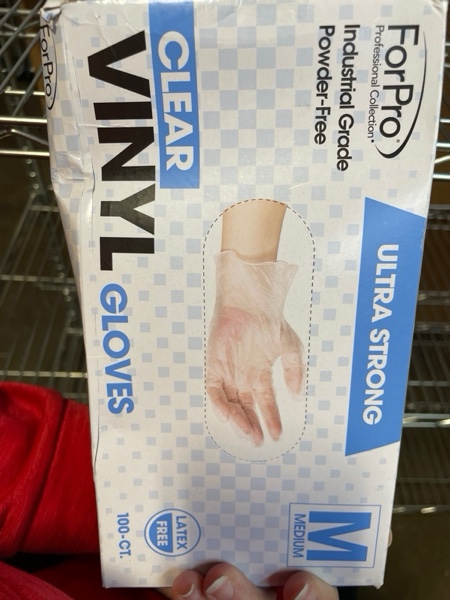 ForPro®
Professional Collection®
Industrial Grade
Powder-Free
ULTRA STRONG
CLEAR
VINYL
GLOVES
M
MEDIUM
LATEX
FREE
100-CT.
ForPro